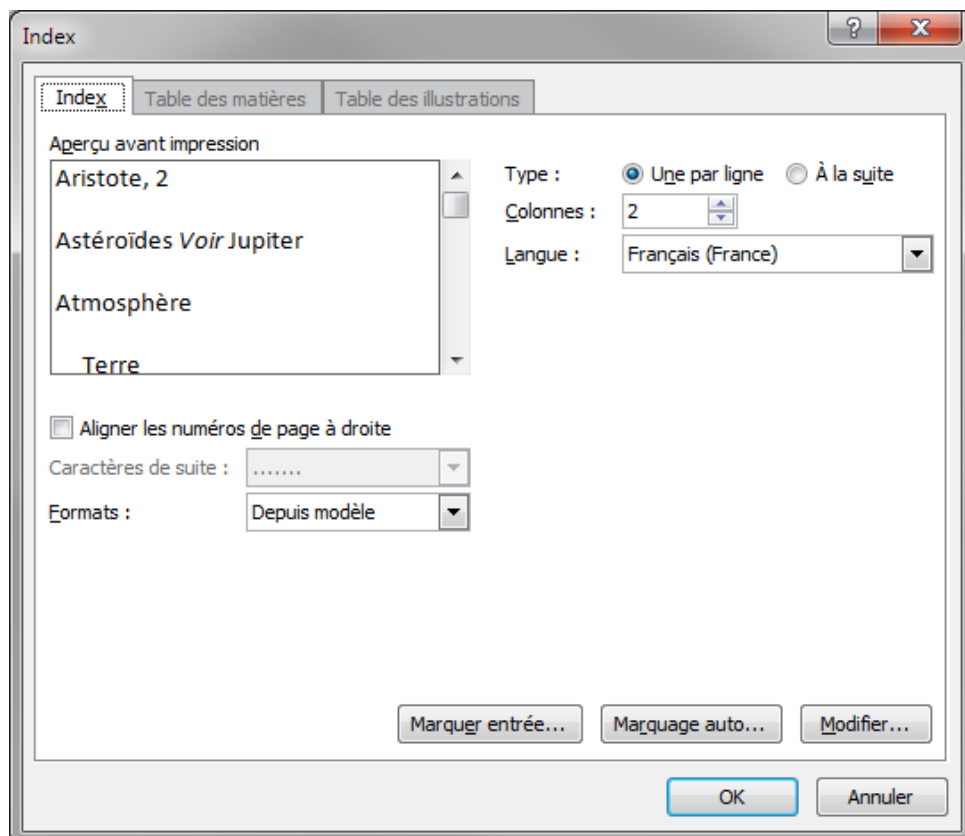 Index
Index Table des matières Table des illustrations
Aperçu avant impression
Aristote, 2
Astéroïdes Voir Jupiter
Atmosphère
Terre
Type : Une par ligne À la suite
Colonnes : 2
Langue : Français (France)
Aligner les numéros de page à droite
Caractères de suite : .......
Formats : Depuis modèle
Marquer entrée... Marquage auto... Modifier...
OK Annuler